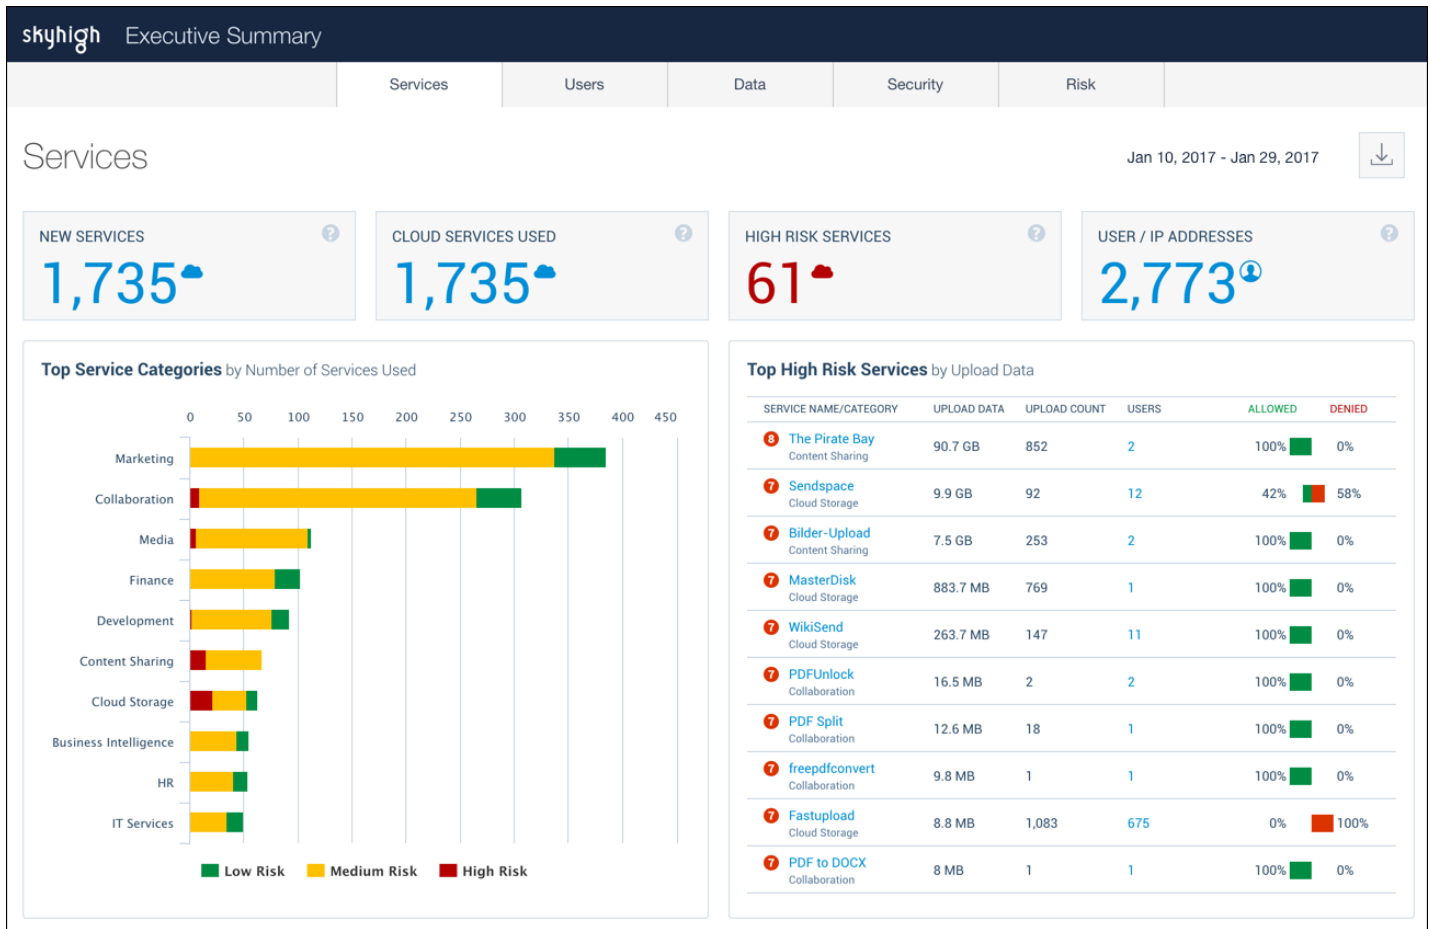 skyhigh Executive Summary
Services Users Data Security Risk
Services
Jan 10, 2017 - Jan 29, 2017
NEW SERVICES ?
1,735
CLOUD SERVICES USED ?
1,735
HIGH RISK SERVICES ?
61
USER / IP ADDRESSES ?
2,773
Top Service Categories by Number of Services Used
0 50 100 150 200 250 300 350 400 450
Marketing
Collaboration
Media
Finance
Development
Content Sharing
Cloud Storage
Business Intelligence
HR
IT Services
Low Risk Medium Risk High Risk
Top High Risk Services by Upload Data
SERVICE NAME/CATEGORY UPLOAD DATA UPLOAD COUNT USERS ALLOWED DENIED
8 The Pirate Bay 90.7 GB 852 2 100% 0%
Content Sharing
7 Sendspace 9.9 GB 92 12 42% 58%
Cloud Storage
7 Bilder-Upload 7.5 GB 253 2 100% 0%
Content Sharing
7 MasterDisk 883.7 MB 769 1 100% 0%
Cloud Storage
7 WikiSend 263.7 MB 147 11 100% 0%
Cloud Storage
7 PDFUnlock 16.5 MB 2 2 100% 0%
Collaboration
7 PDF Split 12.6 MB 18 1 100% 0%
Collaboration
7 freepdfconvert 9.8 MB 1 1 100% 0%
Collaboration
7 Fastupload 8.8 MB 1,083 675 0% 100%
Cloud Storage
7 PDF to DOCX 8 MB 1 1 100% 0%
Collaboration